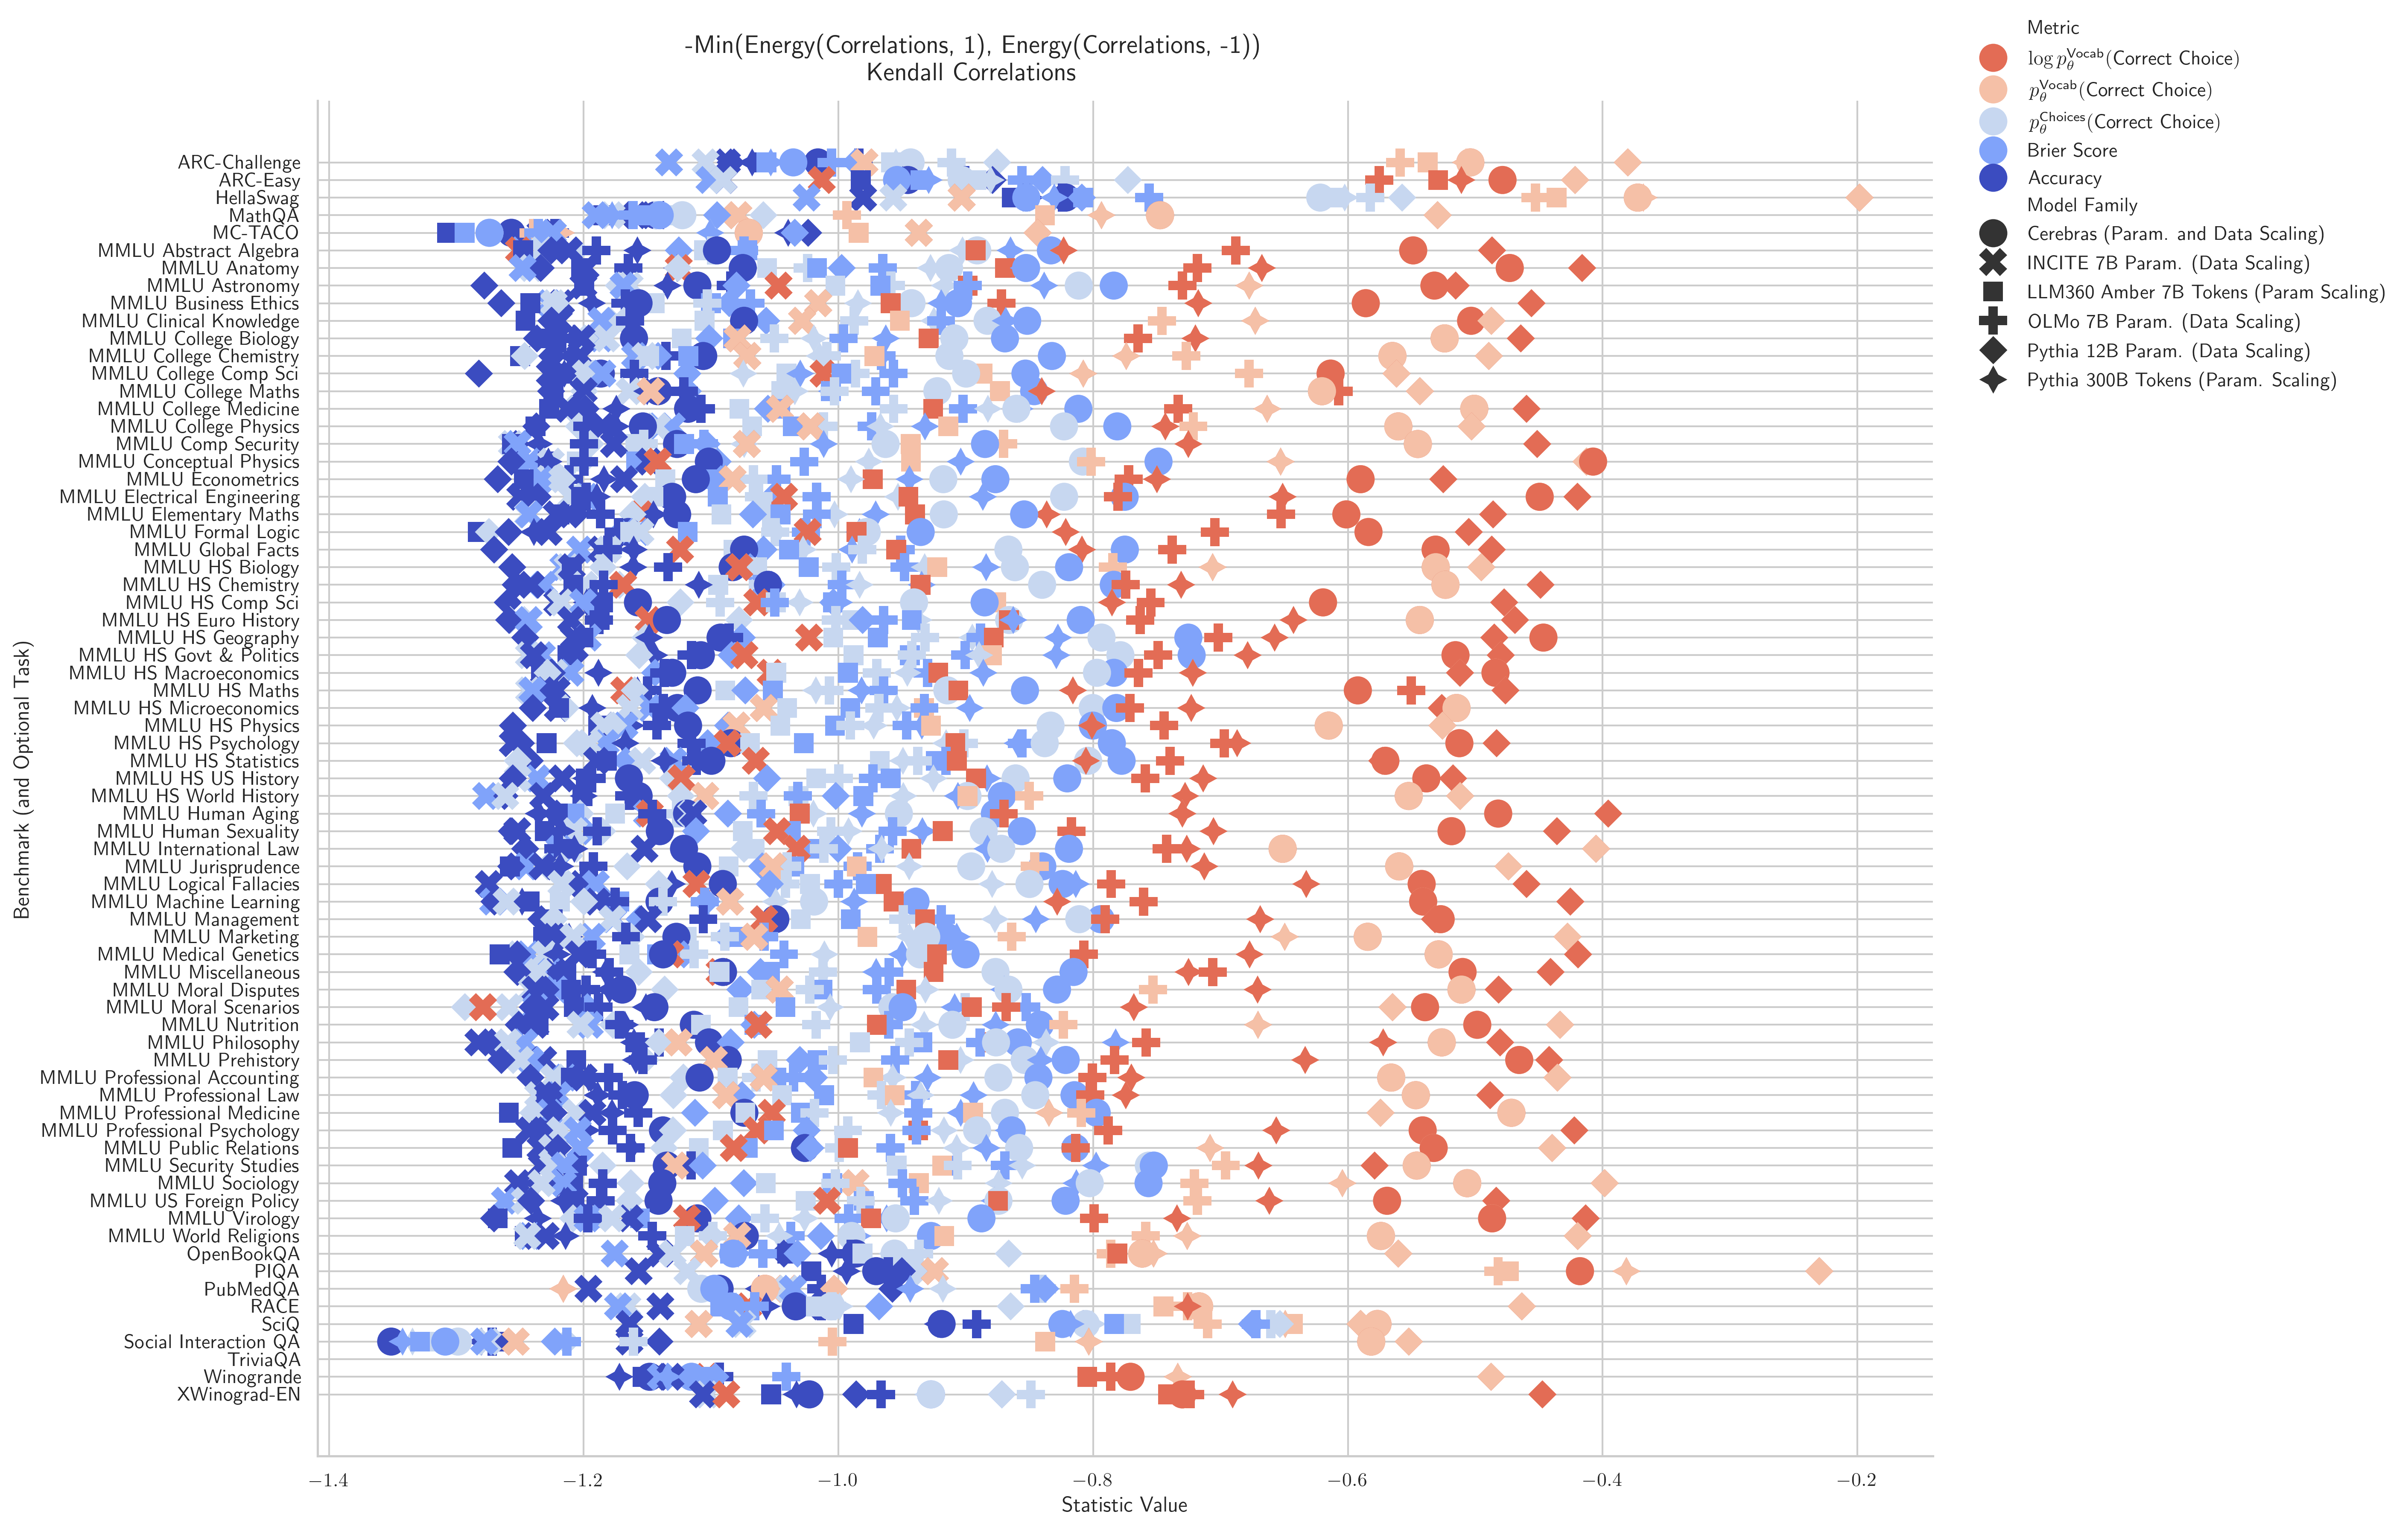 -Min(Energy(Correlations, 1), Energy(Correlations, -1))
Kendall Correlations
Metric
log p_θ^Vocab(Correct Choice)
p_θ^Vocab(Correct Choice)
p_θ^Choices(Correct Choice)
Brier Score
Accuracy
Model Family
Cerebras (Param. and Data Scaling)
INCITE 7B Param. (Data Scaling)
LLM360 Amber 7B Tokens (Param Scaling)
OLMo 7B Param. (Data Scaling)
Pythia 12B Param. (Data Scaling)
Pythia 300B Tokens (Param. Scaling)
Benchmark (and Optional Task)
ARC-Challenge
ARC-Easy
HellaSwag
MathQA
MC-TACO
MMLU Abstract Algebra
MMLU Anatomy
MMLU Astronomy
MMLU Business Ethics
MMLU Clinical Knowledge
MMLU College Biology
MMLU College Chemistry
MMLU College Comp Sci
MMLU College Maths
MMLU College Medicine
MMLU College Physics
MMLU Comp Security
MMLU Conceptual Physics
MMLU Econometrics
MMLU Electrical Engineering
MMLU Elementary Maths
MMLU Formal Logic
MMLU Global Facts
MMLU HS Biology
MMLU HS Chemistry
MMLU HS Comp Sci
MMLU HS Euro History
MMLU HS Geography
MMLU HS Govt & Politics
MMLU HS Macroeconomics
MMLU HS Maths
MMLU HS Microeconomics
MMLU HS Physics
MMLU HS Psychology
MMLU HS Statistics
MMLU HS US History
MMLU HS World History
MMLU Human Aging
MMLU Human Sexuality
MMLU International Law
MMLU Jurisprudence
MMLU Logical Fallacies
MMLU Machine Learning
MMLU Management
MMLU Marketing
MMLU Medical Genetics
MMLU Miscellaneous
MMLU Moral Disputes
MMLU Moral Scenarios
MMLU Nutrition
MMLU Philosophy
MMLU Prehistory
MMLU Professional Accounting
MMLU Professional Law
MMLU Professional Medicine
MMLU Professional Psychology
MMLU Public Relations
MMLU Security Studies
MMLU Sociology
MMLU US Foreign Policy
MMLU Virology
MMLU World Religions
OpenBookQA
PIQA
PubMedQA
RACE
SciQ
Social Interaction QA
TriviaQA
Winogrande
XWinograd-EN
−1.4 −1.2 −1.0 −0.8 −0.6 −0.4 −0.2
Statistic Value